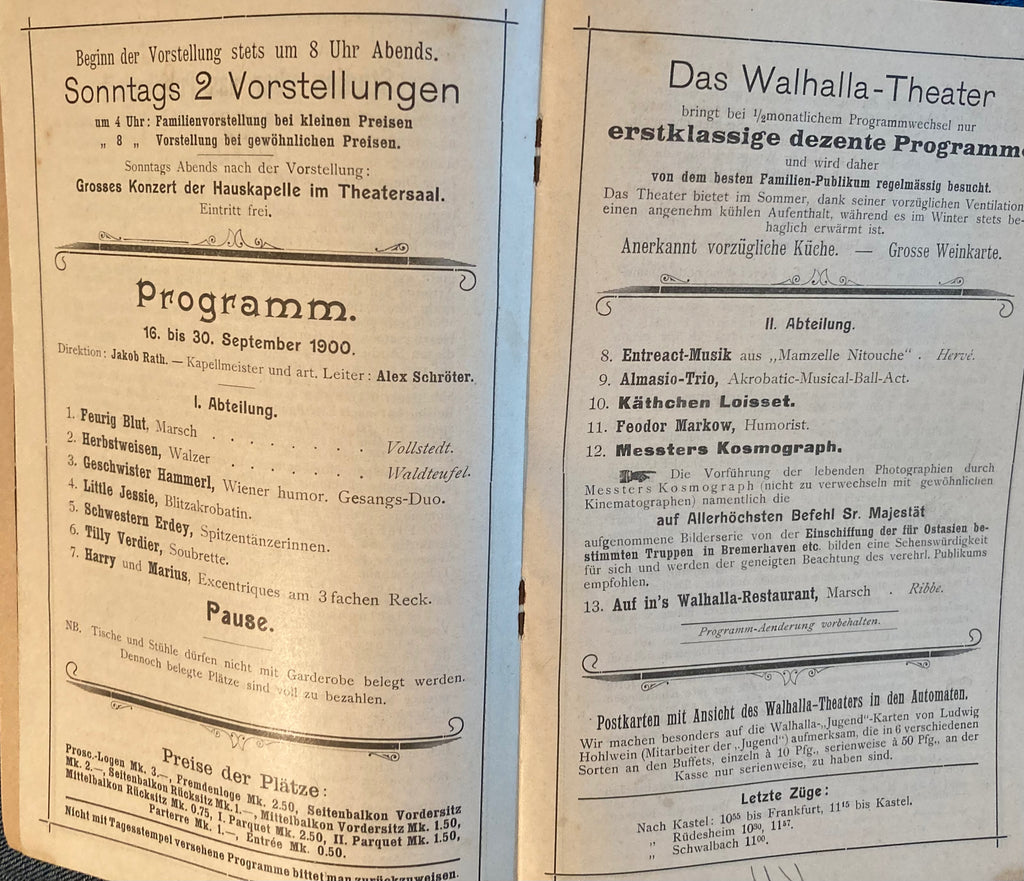 Beginn der Vorstellung stets um 8 Uhr Abends.
Sonntags 2 Vorstellungen
um 4 Uhr: Familienvorstellung bei kleinen Preisen
„ 8 „ Vorstellung bei gewöhnlichen Preisen.
Sonntags Abends nach der Vorstellung:
Grosses Konzert der Hauskapelle im Theatersaal.
Eintritt frei.
Programm.
16. bis 30. September 1900.
Direktion: Jakob Rath. — Kapellmeister und art. Leiter: Alex Schröter.
I. Abteilung.
1. Feurig Blut, Marsch . . . . . . . Vollstedt.
2. Herbstweisen, Walzer . . . . . . . Waldteufel.
3. Geschwister Hammerl, Wiener humor. Gesangs-Duo.
4. Little Jessie, Blitzakrobatin.
5. Schwestern Erdey, Spitzentänzerinnen.
6. Tilly Verdier, Soubrette.
7. Harry und Marius, Excentriques am 3 fachen Reck.
Pause.
NB. Tische und Stühle dürfen nicht mit Garderobe belegt werden.
Dennoch belegte Plätze sind voll zu bezahlen.
Preise der Plätze:
Prosc.-Logen Mk. 3.—, Fremdenloge Mk. 2.50, Seitenbalkon Vordersitz
Mk. 2.—, Seitenbalkon Rücksitz Mk. 1.—, Mittelbalkon Vordersitz Mk. 1.50,
Mittelbalkon Rücksitz Mk. 0.75, I. Parquet Mk. 2.50, II. Parquet Mk. 1.50,
Parterre Mk. 1.—, Entrée Mk. 0.50.
Nicht mit Tagesstempel versehene Programme bittet man zurückzuweisen.
Das Walhalla-Theater
bringt bei 1/2monatlichem Programmwechsel nur
erstklassige dezente Programme
und wird daher
von dem besten Familien-Publikum regelmässig besucht.
Das Theater bietet im Sommer, dank seiner vorzüglichen Ventilation
einen angenehm kühlen Aufenthalt, während es im Winter stets be-
haglich erwärmt ist.
Anerkannt vorzügliche Küche. — Grosse Weinkarte.
II. Abteilung.
8. Entreact-Musik aus „Mamzelle Nitouche“ . Hervé.
9. Almasio-Trio, Akrobatic-Musical-Ball-Act.
10. Käthchen Loisset.
11. Feodor Markow, Humorist.
12. Messters Kosmograph.
Die Vorführung der lebenden Photographien durch
Messters Kosmograph (nicht zu verwechseln mit gewöhnlichen
Kinematographen) namentlich die
auf Allerhöchsten Befehl Sr. Majestät
aufgenommene Bilderserie von der Einschiffung der für Ostasien be-
stimmten Truppen in Bremerhaven etc. bilden eine Sehenswürdigkeit
für sich und werden der geneigten Beachtung des verehrl. Publikums
empfohlen.
13. Auf in's Walhalla-Restaurant, Marsch . Ribbe.
Programm-Aenderung vorbehalten.
Postkarten mit Ansicht des Walhalla-Theaters in den Automaten.
Wir machen besonders auf die Walhalla-„Jugend“-Karten von Ludwig
Hohlwein (Mitarbeiter der „Jugend“) aufmerksam, die in 6 verschiedenen
Sorten an den Buffets, einzeln à 10 Pfg., serienweise à 50 Pfg., an der
Kasse nur serienweise, zu haben sind.
Letzte Züge:
Nach Kastel: 10⁵⁵ bis Frankfurt, 11¹⁵ bis Kastel.
„ Rüdesheim 10³⁰, 11⁵⁷.
„ Schwalbach 11⁰⁰.